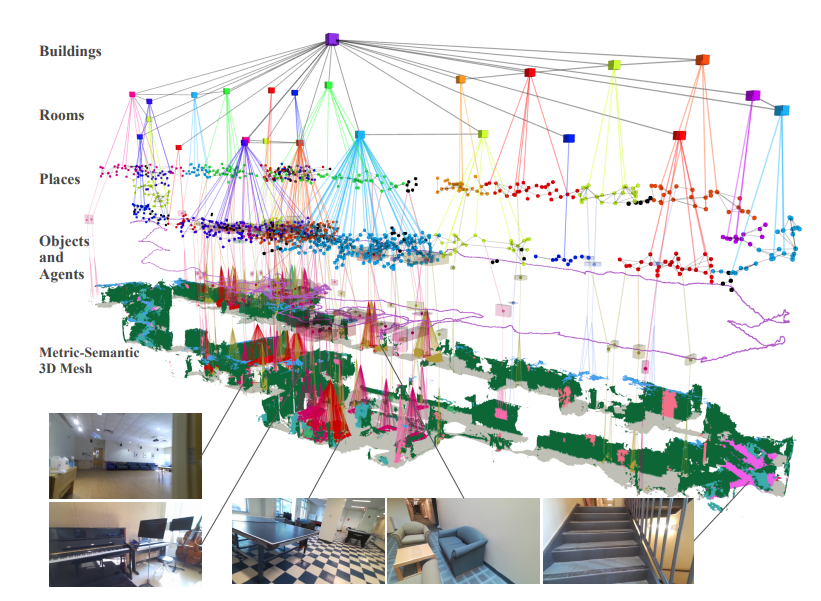 Buildings
Rooms
Places
Objects
and
Agents
Metric-Semantic
3D Mesh